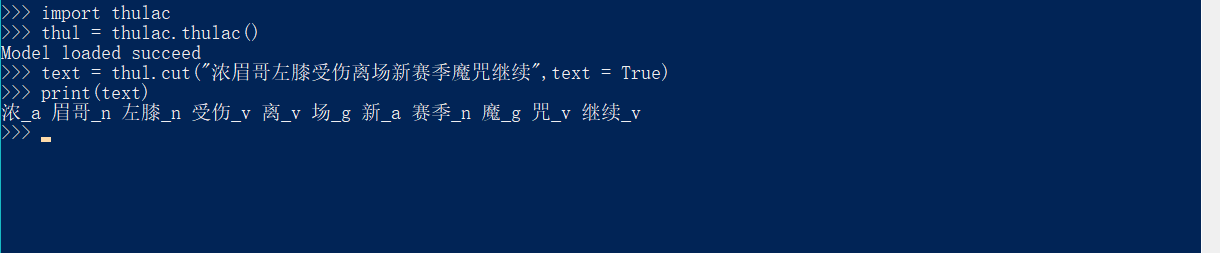 >>> import thulac
>>> thul = thulac.thulac()
Model loaded succeed
>>> text = thul.cut("浓眉哥左膝受伤离场新赛季魔咒继续",text = True)
>>> print(text)
浓_a 眉哥_n 左膝_n 受伤_v 离_v 场_g 新_a 赛季_n 魔_g 咒_v 继续_v
>>>